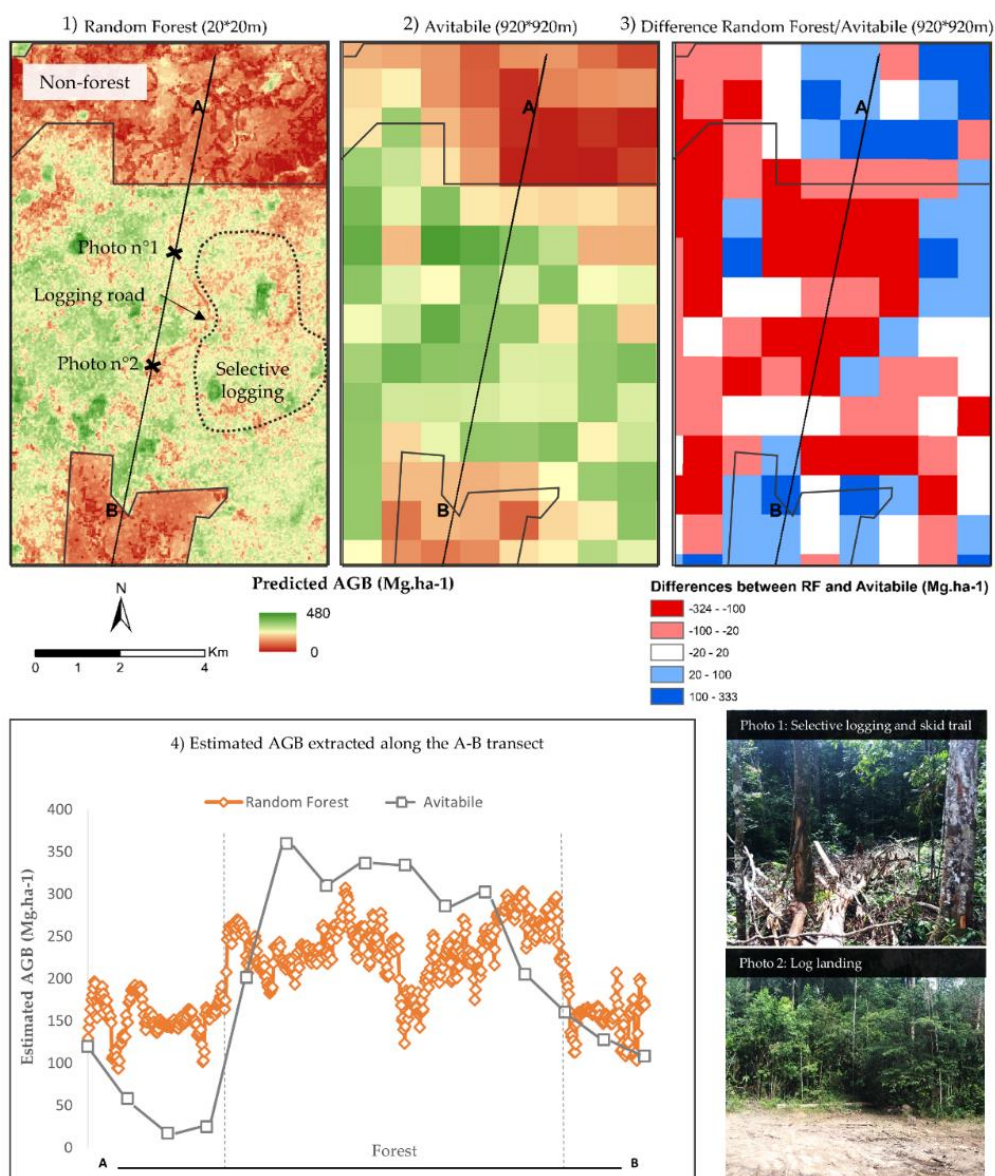 1) Random Forest (20*20m)
2) Avitabile (920*920m)
3) Difference Random Forest/Avitabile (920*920m)
Non-forest
A
Photo n°1
Logging road
Photo n°2
Selective
logging
B
A
B
A
B
N
0 1 2 4 Km
Predicted AGB (Mg.ha-1)
480
0
Differences between RF and Avitabile (Mg.ha-1)
-324 - -100
-100 - -20
-20 - 20
20 - 100
100 - 333
4) Estimated AGB extracted along the A-B transect
Random Forest Avitabile
Estimated AGB (Mg.ha-1)
400
350
300
250
200
150
100
50
0
Forest
A B
Photo 1: Selective logging and skid trail
Photo 2: Log landing